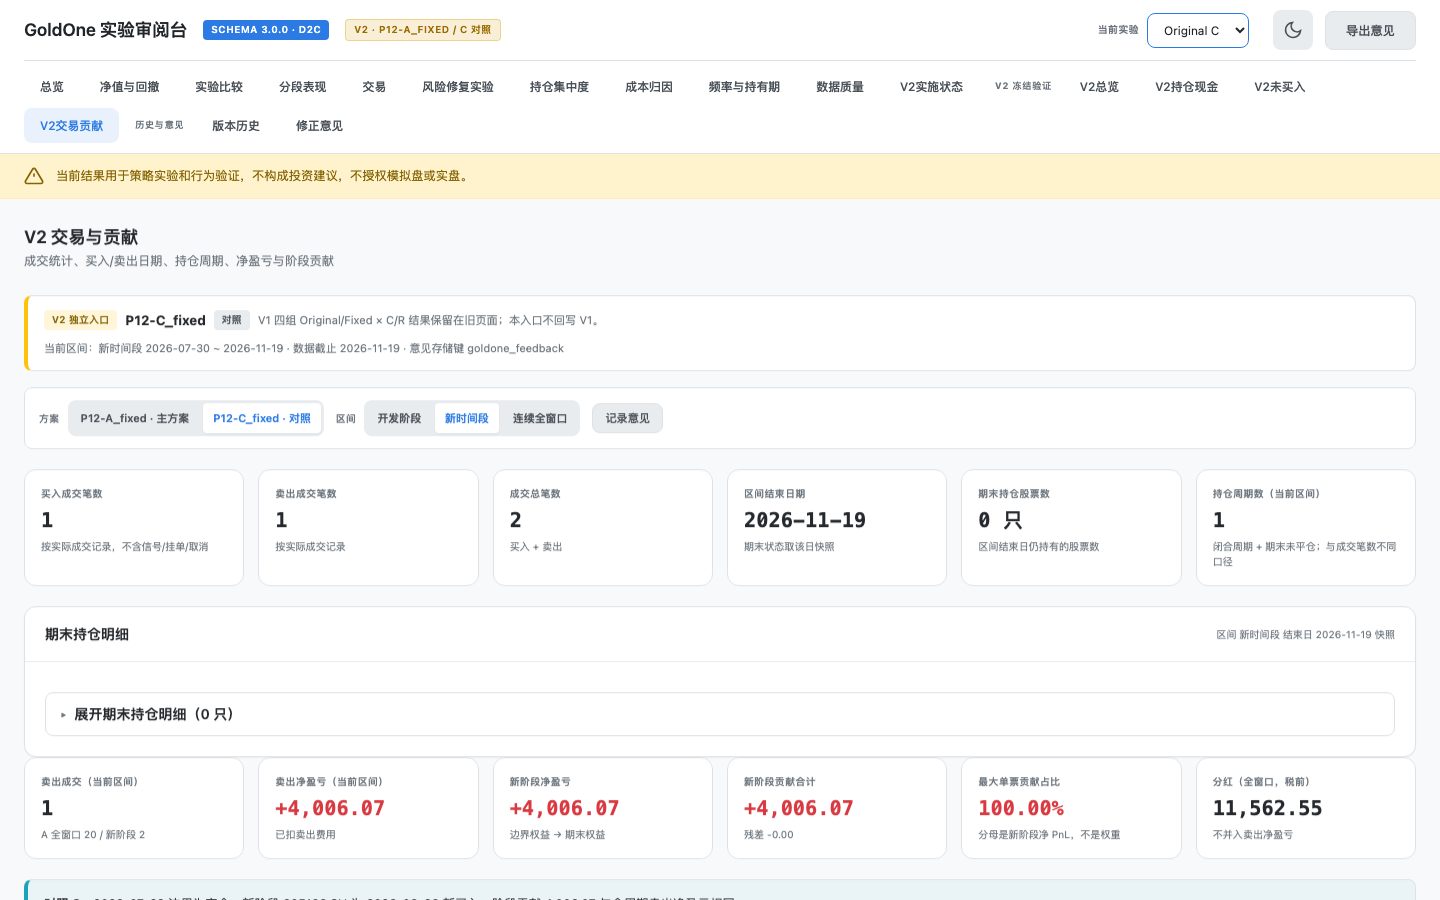 GoldOne 实验审阅台
SCHEMA 3.0.0 · D2C
V2 · P12-A_FIXED / C 对照
当前实验
Original C
导出意见
总览 净值与回撤 实验比较 分段表现 交易 风险修复实验 持仓集中度 成本归因 频率与持有期 数据质量 V2实施状态 V2 冻结验证 V2总览 V2持仓现金 V2未买入
V2交易贡献 历史与意见 版本历史 修正意见
当前结果用于策略实验和行为验证，不构成投资建议，不授权模拟盘或实盘。
V2 交易与贡献
成交统计、买入/卖出日期、持仓周期、净盈亏与阶段贡献
V2 独立入口 P12-C_fixed 对照 V1 四组 Original/Fixed × C/R 结果保留在旧页面；本入口不回写 V1。
当前区间：新时间段 2026-07-30 ~ 2026-11-19 · 数据截止 2026-11-19 · 意见存储键 goldone_feedback
方案 P12-A_fixed · 主方案 P12-C_fixed · 对照 区间 开发阶段 新时间段 连续全窗口 记录意见
买入成交笔数
1
按实际成交记录，不含信号/挂单/取消
卖出成交笔数
1
按实际成交记录
成交总笔数
2
买入 + 卖出
区间结束日期
2026-11-19
期末状态取该日快照
期末持仓股票数
0 只
区间结束日仍持有的股票数
持仓周期数（当前区间）
1
闭合周期 + 期末未平仓；与成交笔数不同
口径
期末持仓明细
区间 新时间段 结束日 2026-11-19 快照
▸ 展开期末持仓明细（0 只）
卖出成交（当前区间）
1
A 全窗口 20 / 新阶段 2
卖出净盈亏（当前区间）
+4,006.07
已扣卖出费用
新阶段净盈亏
+4,006.07
边界权益 → 期末权益
新阶段贡献合计
+4,006.07
残差 -0.00
最大单票贡献占比
100.00%
分母是新阶段净 PnL，不是权重
分红（全窗口，税前）
11,562.55
不并入卖出净盈亏